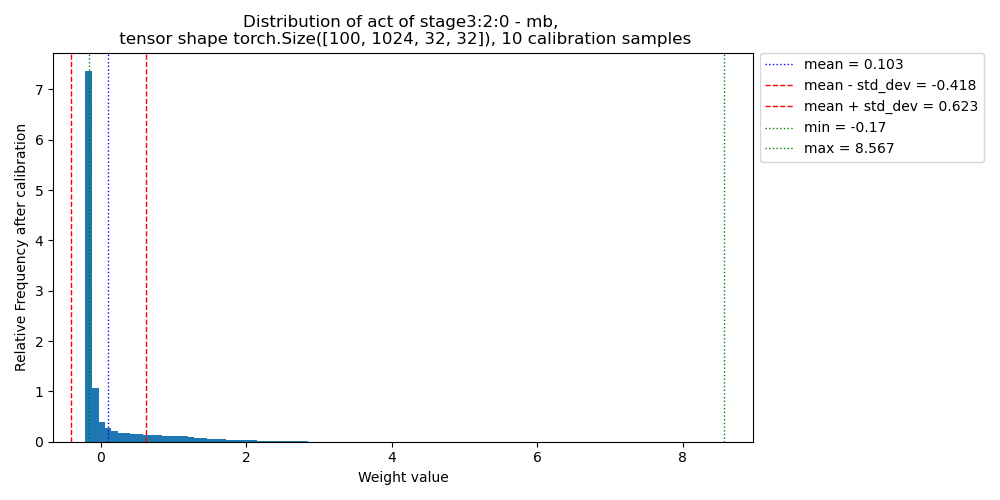 Distribution of act of stage3:2:0 - mb,
tensor shape torch.Size([100, 1024, 32, 32]), 10 calibration samples
mean = 0.103
mean - std_dev = -0.418
mean + std_dev = 0.623
min = -0.17
max = 8.567
Relative Frequency after calibration
7
6
5
4
3
2
1
0
0 2 4 6 8
Weight value